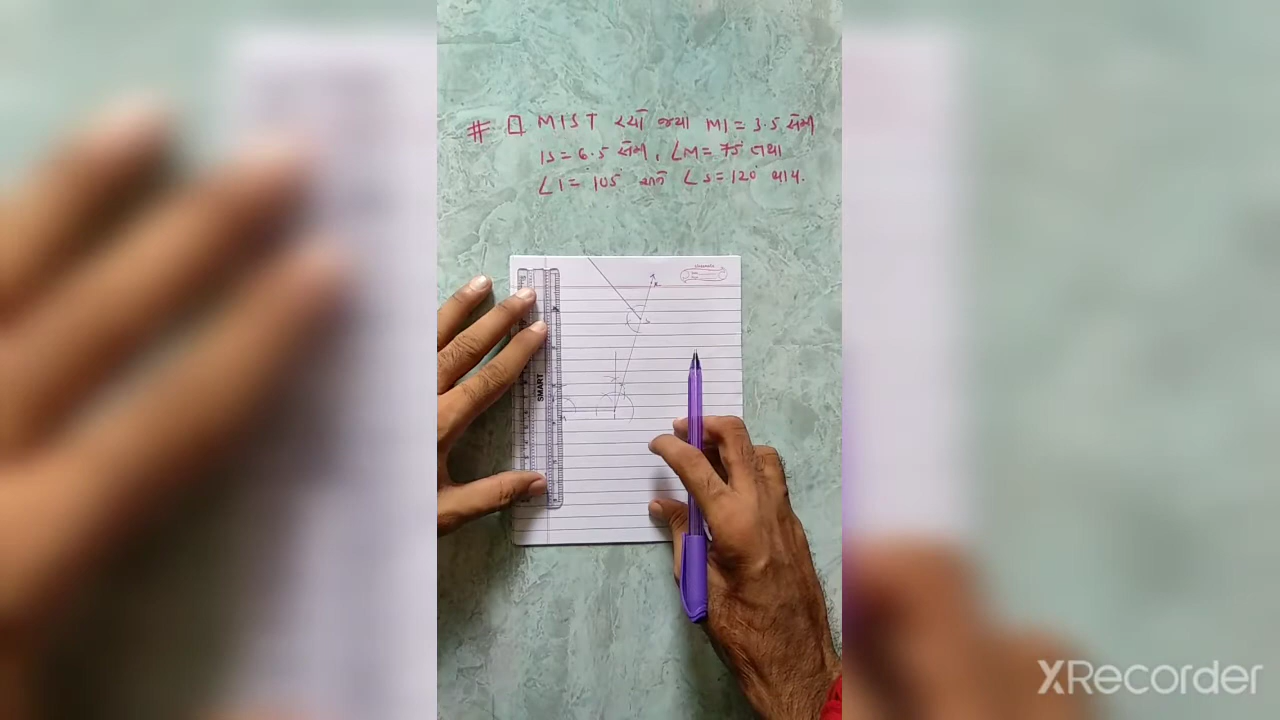 # □ MIST રચો જ્યાં MI = 3.5 સેમી
IS = 6.5 સેમી, ∠M = 75° તથા
∠I = 105° અને ∠S = 120° થાય.
SMART
XRecorder